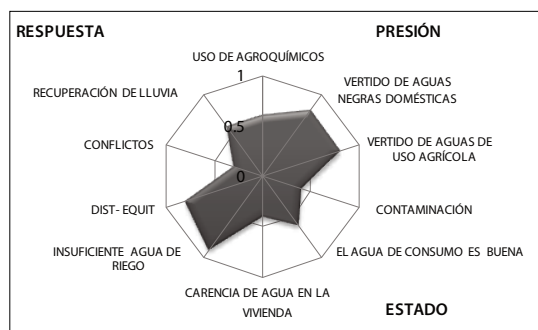 RESPUESTA
PRESIÓN
USO DE AGROQUÍMICOS
1
RECUPERACIÓN DE LLUVIA
VERTIDO DE AGUAS
NEGRAS DOMÉSTICAS
0.5
CONFLICTOS
VERTIDO DE AGUAS DE
USO AGRÍCOLA
0
DIST- EQUIT
CONTAMINACIÓN
INSUFICIENTE AGUA DE
RIEGO
EL AGUA DE CONSUMO ES BUENA
CARENCIA DE AGUA EN LA
VIVIENDA
ESTADO